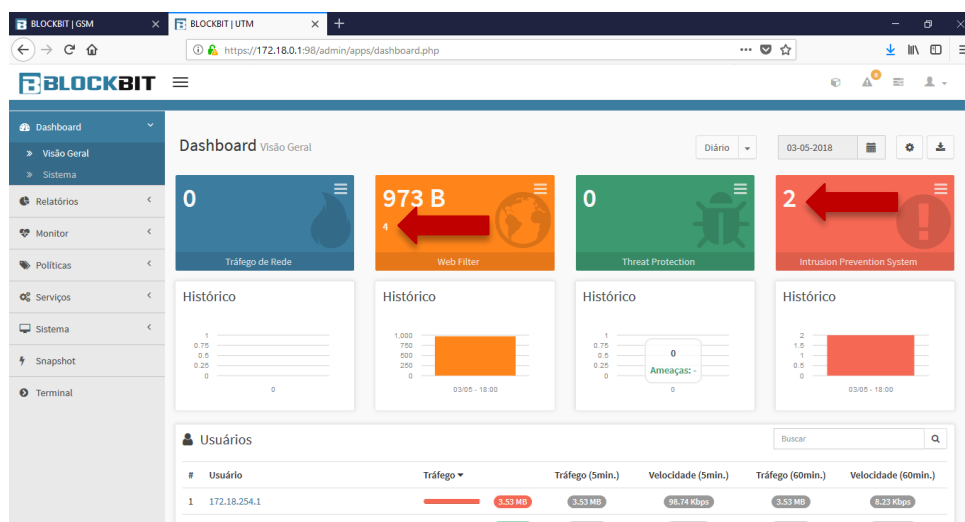 BLOCKBIT | GSM
BLOCKBIT | UTM
https://172.18.0.1:98/admin/apps/dashboard.php
BLOCKBIT
0
Dashboard
Visão Geral
Sistema
Relatórios
Monitor
Políticas
Serviços
Sistema
Snapshot
Terminal
Dashboard Visão Geral
Diário
03-05-2018
0
Tráfego de Rede
973 B
4
Web Filter
0
Threat Protection
2
Intrusion Prevention System
Histórico
1
0.75
0.5
0.25
0
0
Histórico
1,000
750
500
250
0
03/05 - 18:00
Histórico
1
0.75
0.5
0.25
0
0
Ameaças: -
0
Histórico
2
1.5
1
0.5
0
03/05 - 18:00
Usuários
Buscar
# Usuário Tráfego Tráfego (5min.) Velocidade (5min.) Tráfego (60min.) Velocidade (60min.)
1 172.18.254.1 3.53 MB 3.53 MB 98.74 Kbps 3.53 MB 8.23 Kbps